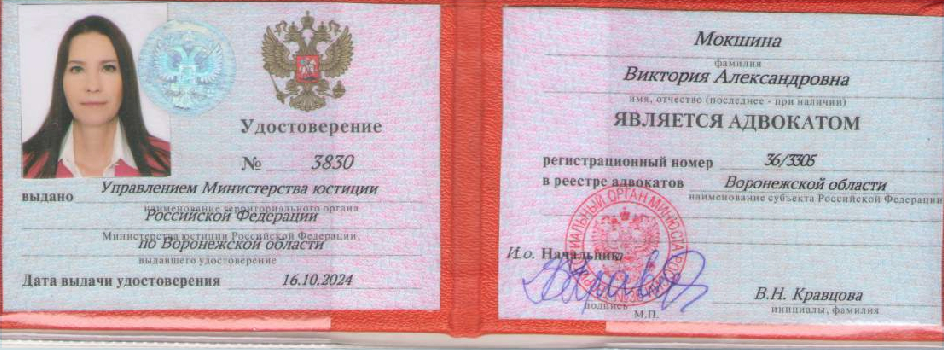 Удостоверение
№ 3830
выдано Управлением Министерства юстиции
наименование территориального органа
Российской Федерации
Министерства юстиции Российской Федерации,
по Воронежской области
выдавшего удостоверение
Дата выдачи удостоверения 16.10.2024
Мокшина
фамилия
Виктория Александровна
имя, отчество (последнее - при наличии)
ЯВЛЯЕТСЯ АДВОКАТОМ
регистрационный номер 36/3305
в реестре адвокатов Воронежской области
наименование субъекта Российской Федерации
И.о. Начальник
подпись
М.П.
В.Н. Кравцова
инициалы, фамилия